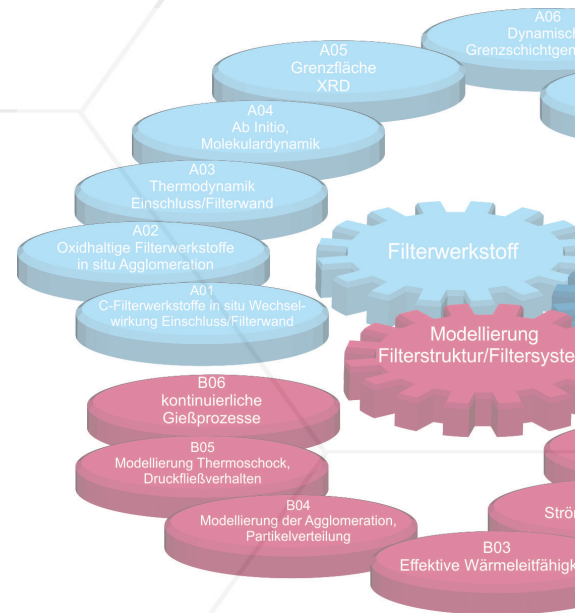 A06
Dynamisch
Grenzschichtgen
A05
Grenzfläche
XRD
A04
Ab Initio,
Molekulardynamik
A03
Thermodynamik
Einschluss/Filterwand
A02
Oxidhaltige Filterwerkstoffe
in situ Agglomeration
A01
C-Filterwerkstoffe in situ Wechsel-
wirkung Einschluss/Filterwand
Filterwerkstoff
Modellierung
Filterstruktur/Filtersyste
B06
kontinuierliche
Gießprozesse
B05
Modellierung Thermoschock,
Druckfließverhalten
B04
Modellierung der Agglomeration,
Partikelverteilung
Strö
B03
Effektive Wärmeleitfähigk